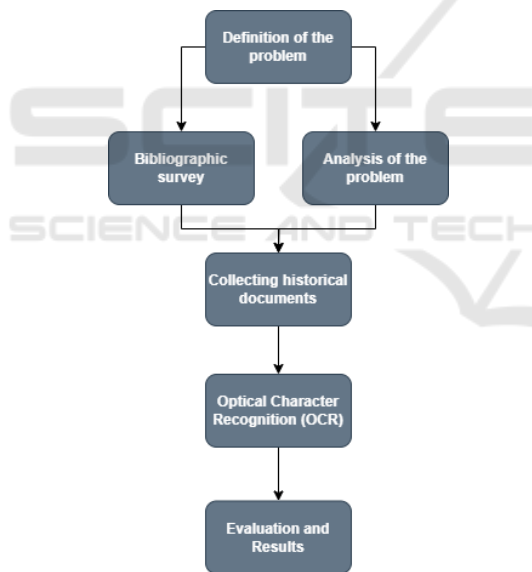 Definition of the
problem
Bibliographic
survey
Analysis of the
problem
SCITE
SCIENCE AND TECH
Collecting historical
documents
Optical Character
Recognition (OCR)
Evaluation and
Results